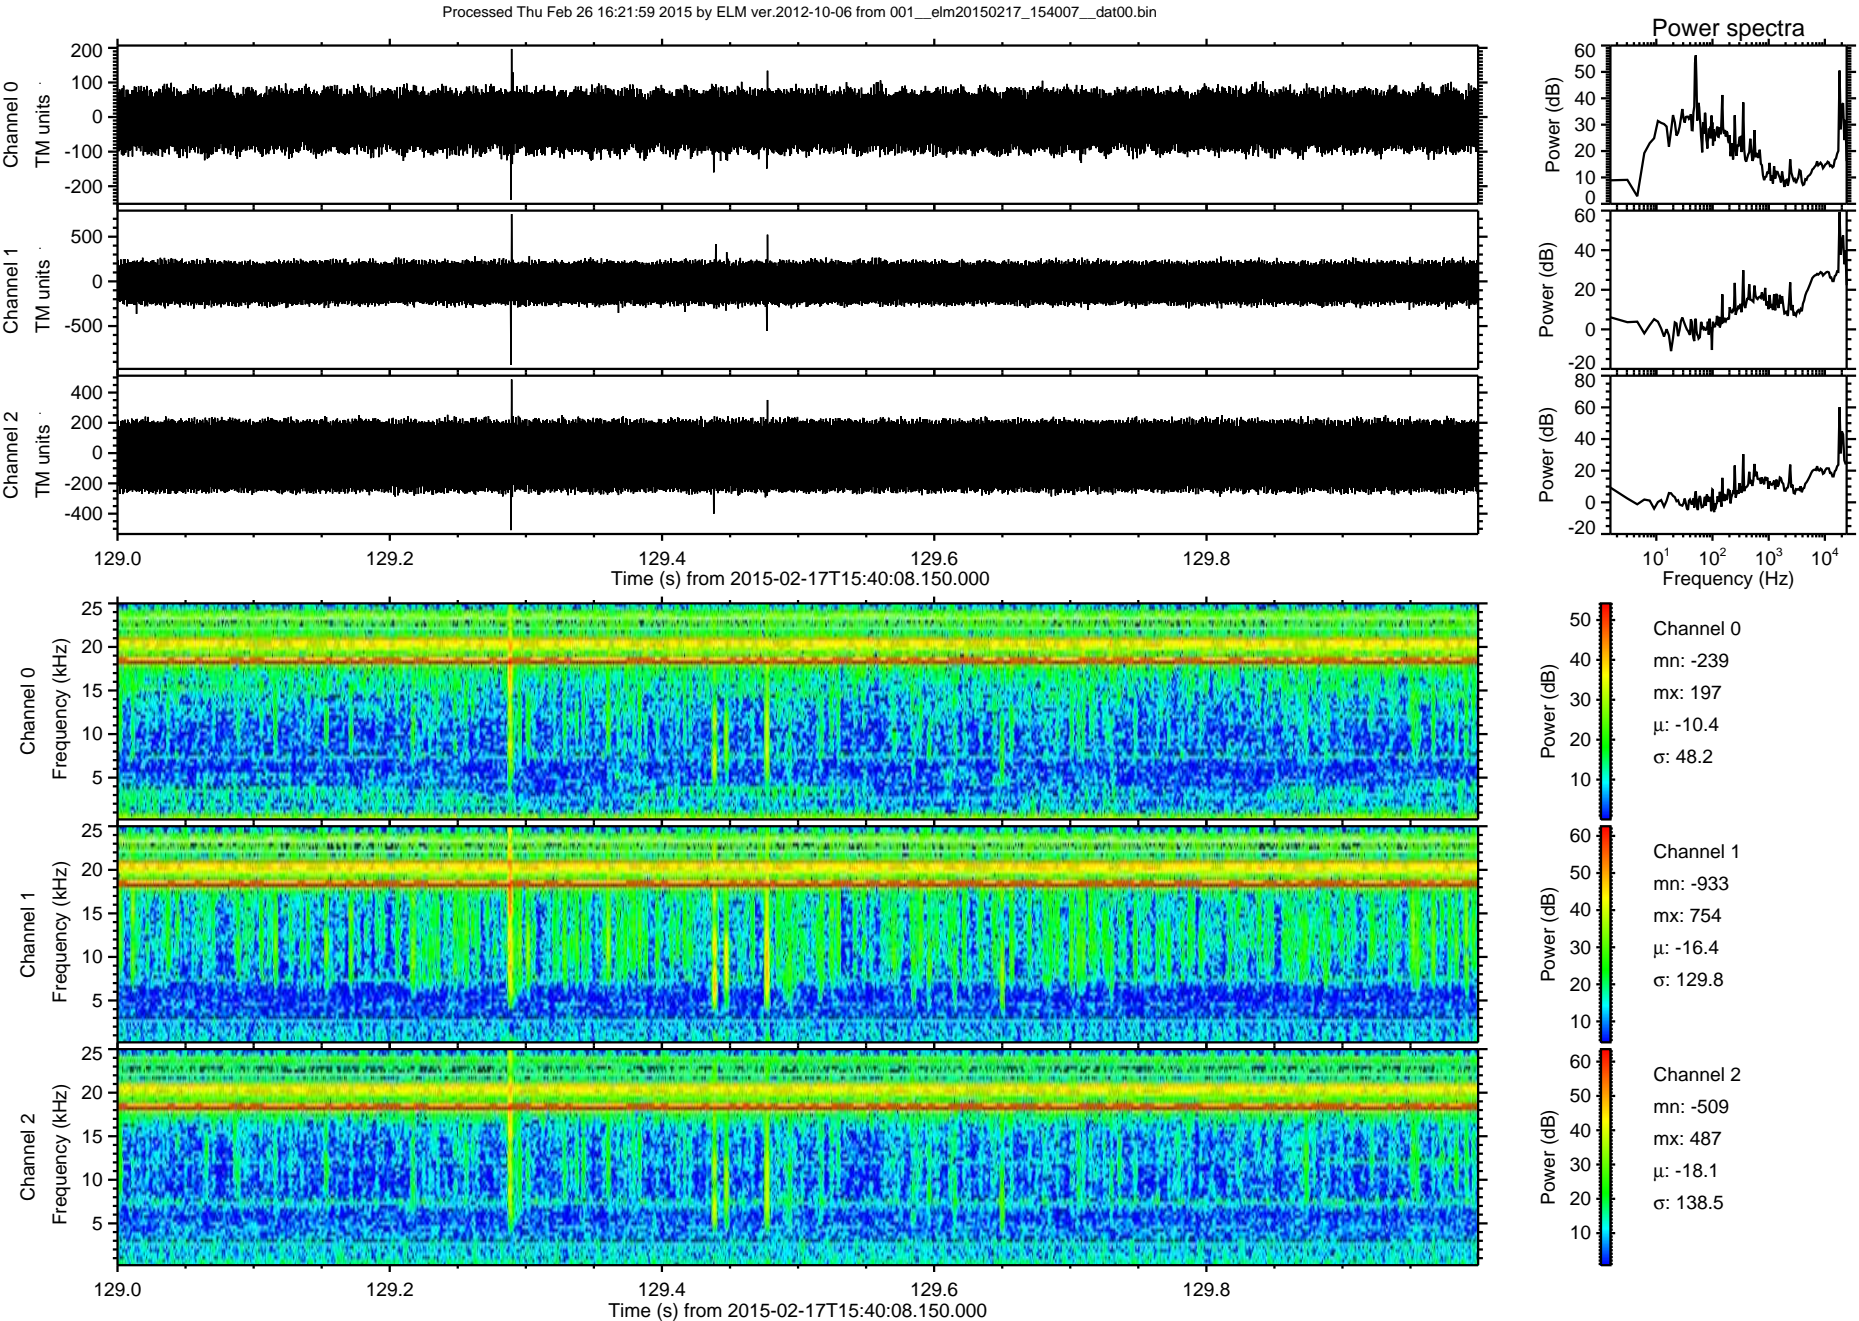 Processed Thu Feb 26 16:21:59 2015 by ELM ver.2012-10-06 from 001__elm20150217_154007__dat00.bin
Power spectra
Channel 0
TM units
200
100
0
-100
-200
Power (dB)
60
50
40
30
20
10
0
Channel 1
TM units
500
0
-500
Power (dB)
60
40
20
0
-20
Channel 2
TM units
400
200
0
-200
-400
Power (dB)
80
60
40
20
0
-20
129.0 129.2 129.4 129.6 129.8
Time (s) from 2015-02-17T15:40:08.150.000
10^1 10^2 10^3 10^4
Frequency (Hz)
Channel 0
Frequency (kHz)
25
20
15
10
5
Power (dB)
50
40
30
20
10
Channel 0
mn: -239
mx: 197
μ: -10.4
σ: 48.2
Channel 1
Frequency (kHz)
25
20
15
10
5
Power (dB)
60
50
40
30
20
10
Channel 1
mn: -933
mx: 754
μ: -16.4
σ: 129.8
Channel 2
Frequency (kHz)
25
20
15
10
5
Power (dB)
60
50
40
30
20
10
Channel 2
mn: -509
mx: 487
μ: -18.1
σ: 138.5
129.0 129.2 129.4 129.6 129.8
Time (s) from 2015-02-17T15:40:08.150.000